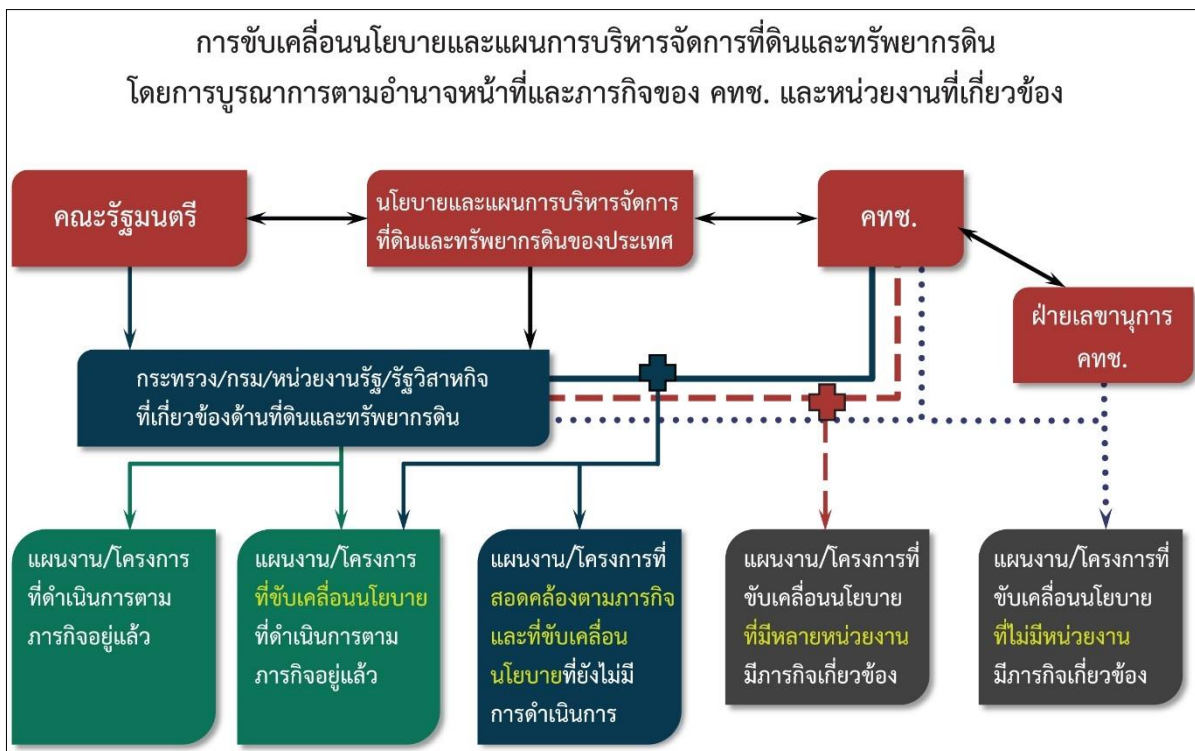 การขับเคลื่อนนโยบายและแผนการบริหารจัดการที่ดินและทรัพยากรดิน
โดยการบูรณาการตามอำนาจหน้าที่และภารกิจของ คทช. และหน่วยงานที่เกี่ยวข้อง
คณะรัฐมนตรี
นโยบายและแผนการบริหารจัดการ
ที่ดินและทรัพยากรดินของประเทศ
คทช.
ฝ่ายเลขานุการ
คทช.
กระทรวง/กรม/หน่วยงานรัฐ/รัฐวิสาหกิจ
ที่เกี่ยวข้องด้านที่ดินและทรัพยากรดิน
แผนงาน/โครงการ
ที่ดำเนินการตาม
ภารกิจอยู่แล้ว
แผนงาน/โครงการ
ที่ขับเคลื่อนนโยบาย
ที่ดำเนินการตาม
ภารกิจอยู่แล้ว
แผนงาน/โครงการที่
สอดคล้องตามภารกิจ
และที่ขับเคลื่อน
นโยบายที่ยังไม่มี
การดำเนินการ
แผนงาน/โครงการที่
ขับเคลื่อนนโยบาย
ที่มีหลายหน่วยงาน
มีภารกิจเกี่ยวข้อง
แผนงาน/โครงการที่
ขับเคลื่อนนโยบาย
ที่ไม่มีหน่วยงาน
มีภารกิจเกี่ยวข้อง